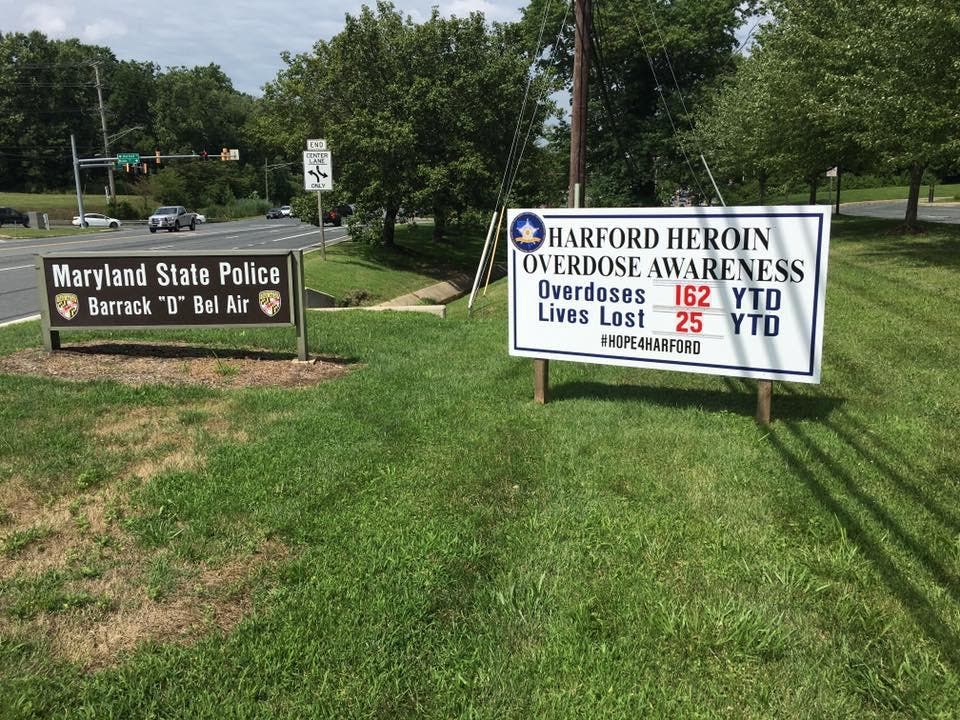 END
CENTER
LANE
ONLY
Maryland State Police
Barrack "D" Bel Air
HARFORD HEROIN
OVERDOSE AWARENESS
Overdoses 162 YTD
Lives Lost 25 YTD
#HOPE4HARFORD